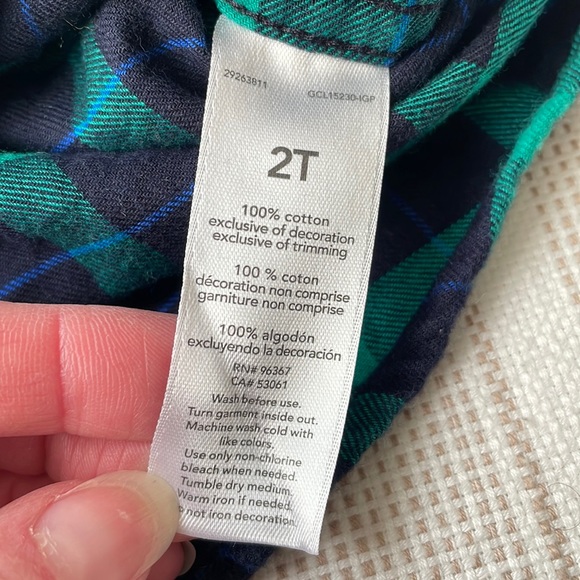 29263811 GCL15230-IGP
2T
100% cotton
exclusive of decoration
exclusive of trimming
100 % coton
décoration non comprise
garniture non comprise
100% algodón
excluyendo la decoración
RN# 96367
CA# 53061
Wash before use.
Turn garment inside out.
Machine wash cold with
like colors.
Use only non-chlorine
bleach when needed.
Tumble dry medium.
Warm iron if needed.
not iron decoration.